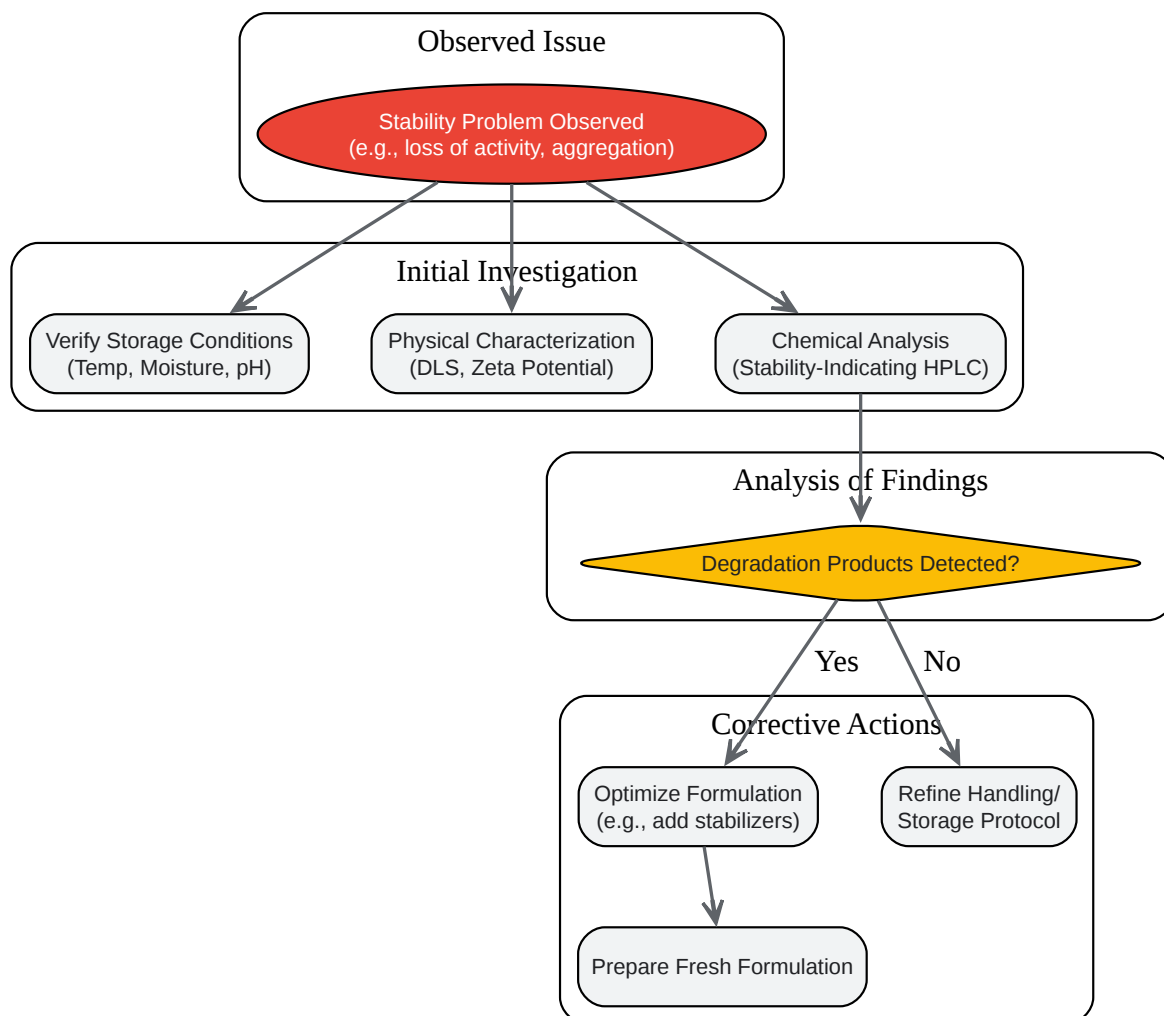 Observed Issue
Stability Problem Observed
(e.g., loss of activity, aggregation)
Initial Investigation
Verify Storage Conditions
(Temp, Moisture, pH)
Physical Characterization
(DLS, Zeta Potential)
Chemical Analysis
(Stability-Indicating HPLC)
Analysis of Findings
Degradation Products Detected?
Yes
No
Corrective Actions
Optimize Formulation
(e.g., add stabilizers)
Refine Handling/
Storage Protocol
Prepare Fresh Formulation